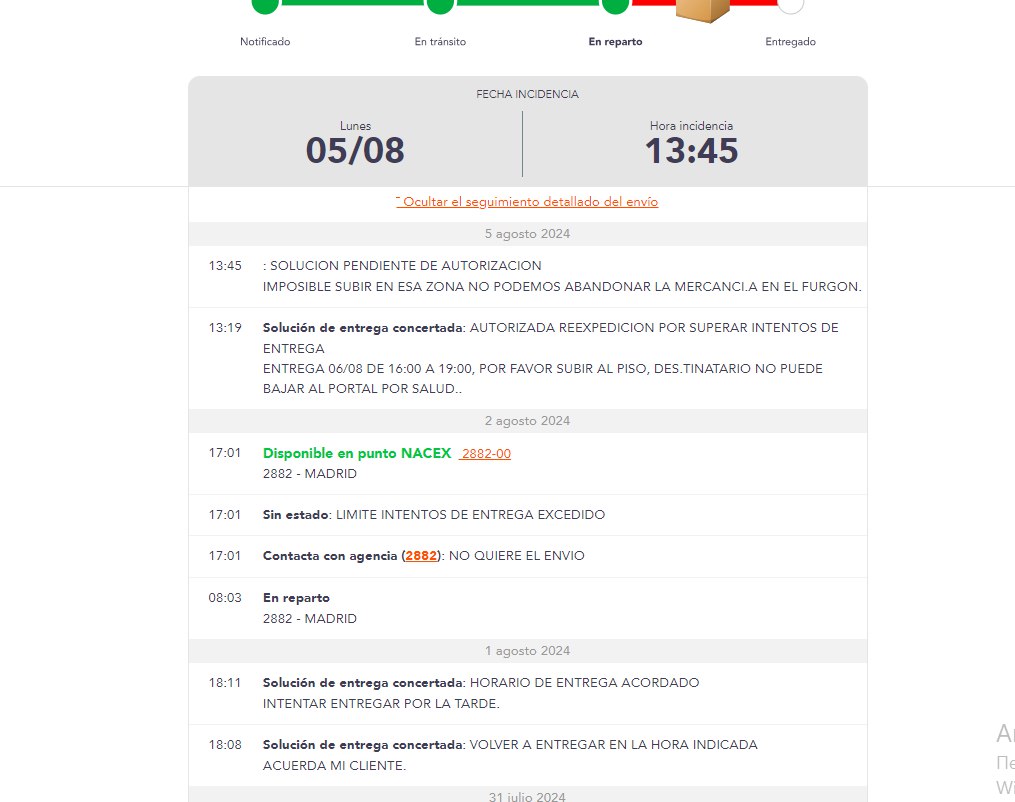 Notificado
En tránsito
En reparto
Entregado
FECHA INCIDENCIA
Lunes
05/08
Hora incidencia
13:45
Ocultar el seguimiento detallado del envío
5 agosto 2024
13:45 : SOLUCION PENDIENTE DE AUTORIZACION
IMPOSIBLE SUBIR EN ESA ZONA NO PODEMOS ABANDONAR LA MERCANCI.A EN EL FURGON.
13:19 Solución de entrega concertada: AUTORIZADA REEXPEDICION POR SUPERAR INTENTOS DE
ENTREGA
ENTREGA 06/08 DE 16:00 A 19:00, POR FAVOR SUBIR AL PISO, DES.TINATARIO NO PUEDE
BAJAR AL PORTAL POR SALUD..
2 agosto 2024
17:01 Disponible en punto NACEX 2882-00
2882 - MADRID
17:01 Sin estado: LIMITE INTENTOS DE ENTREGA EXCEDIDO
17:01 Contacta con agencia (2882): NO QUIERE EL ENVIO
08:03 En reparto
2882 - MADRID
1 agosto 2024
18:11 Solución de entrega concertada: HORARIO DE ENTREGA ACORDADO
INTENTAR ENTREGAR POR LA TARDE.
18:08 Solución de entrega concertada: VOLVER A ENTREGAR EN LA HORA INDICADA
ACUERDA MI CLIENTE.
31 julio 2024